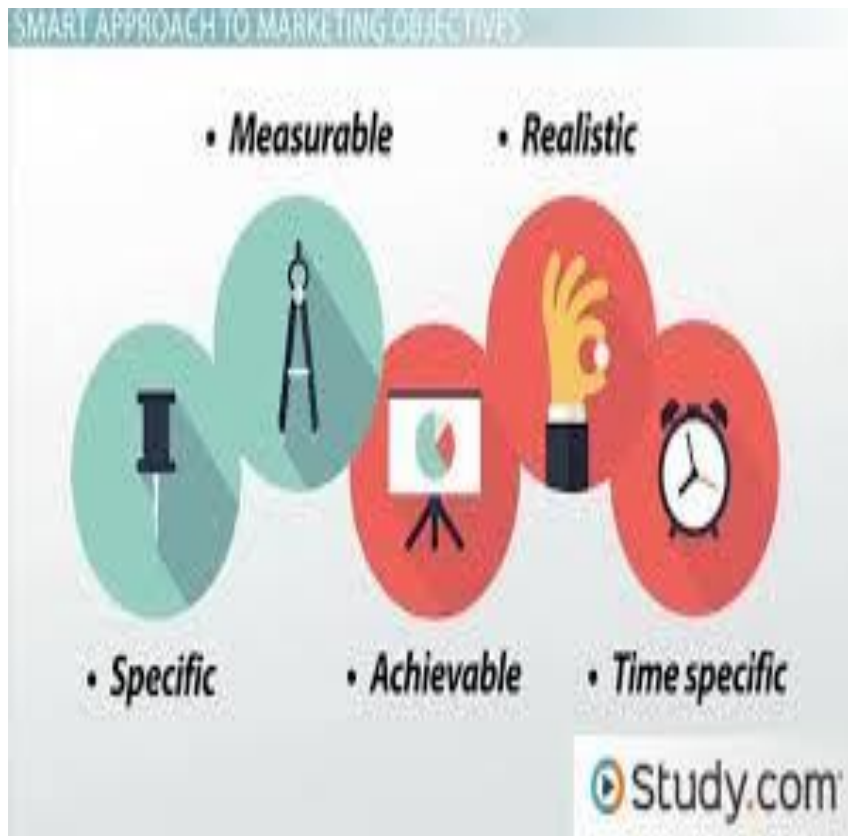 SMART APPROACH TO MARKETING OBJECTIVES
• Measurable
• Realistic
• Specific
• Achievable
• Time specific
Study.com